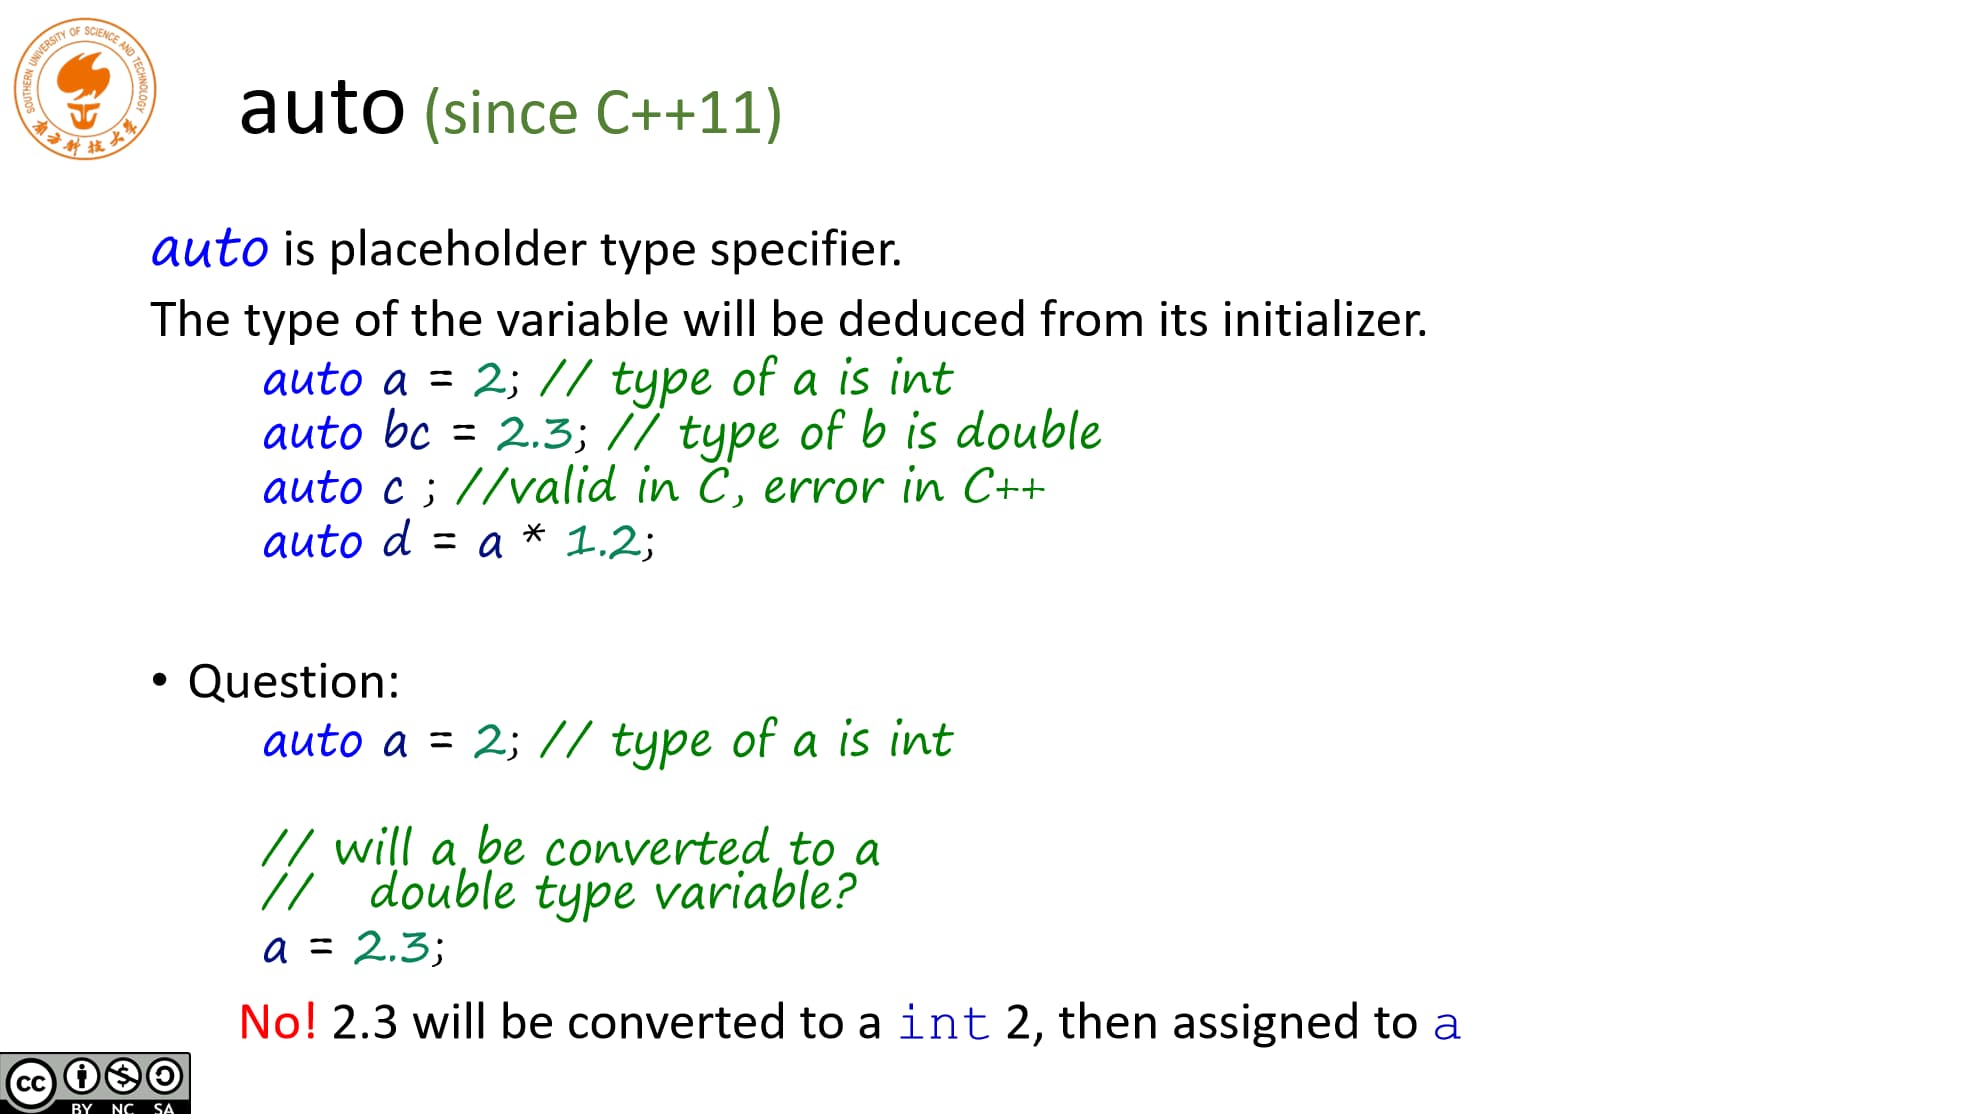 SOUTHERN UNIVERSITY OF SCIENCE AND TECHNOLOGY
南方科技大学
auto (since C++11)
auto is placeholder type specifier.
The type of the variable will be deduced from its initializer.
auto a = 2; // type of a is int
auto bc = 2.3; // type of b is double
auto c ; //valid in C, error in C++
auto d = a * 1.2;
• Question:
auto a = 2; // type of a is int
// will a be converted to a
// double type variable?
a = 2.3;
No! 2.3 will be converted to a int 2, then assigned to a
cc
BY NC SA